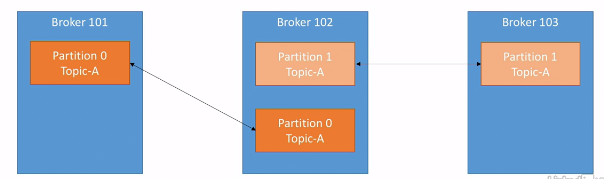 Broker 101
Broker 102
Broker 103
Partition 0
Topic-A
Partition 1
Topic-A
Partition 1
Topic-A
Partition 0
Topic-A